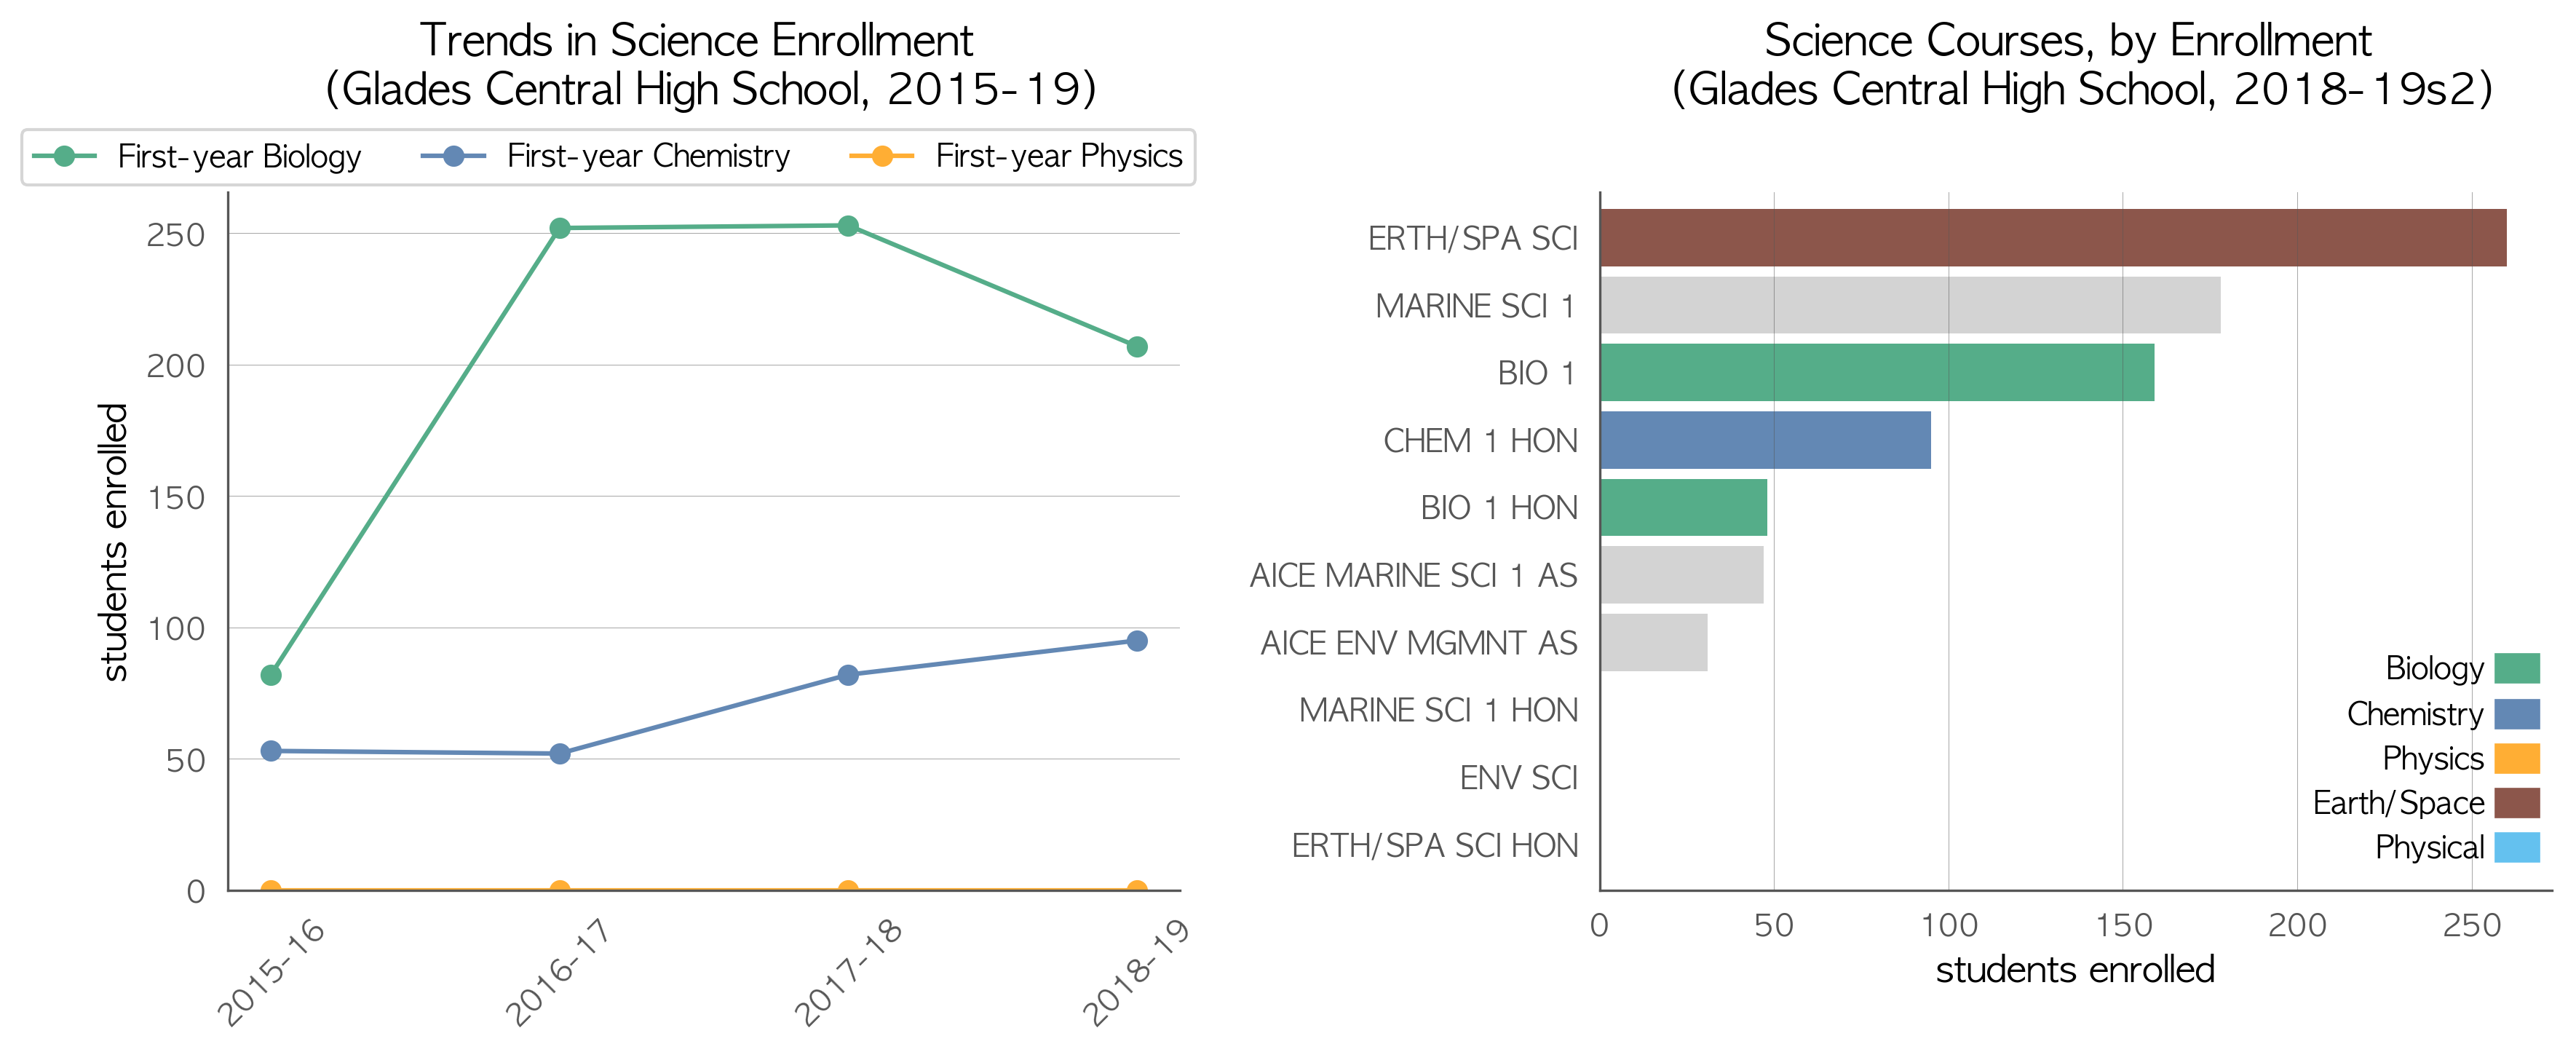 Trends in Science Enrollment
(Glades Central High School, 2015-19)
First-year Biology
First-year Chemistry
First-year Physics
250
200
150
100
50
0
students enrolled
2015-16
2016-17
2017-18
2018-19
Science Courses, by Enrollment
(Glades Central High School, 2018-19s2)
ERTH/SPA SCI
MARINE SCI 1
BIO 1
CHEM 1 HON
BIO 1 HON
AICE MARINE SCI 1 AS
AICE ENV MGMNT AS
MARINE SCI 1 HON
ENV SCI
ERTH/SPA SCI HON
Biology
Chemistry
Physics
Earth/Space
Physical
0
50
100
150
200
250
students enrolled